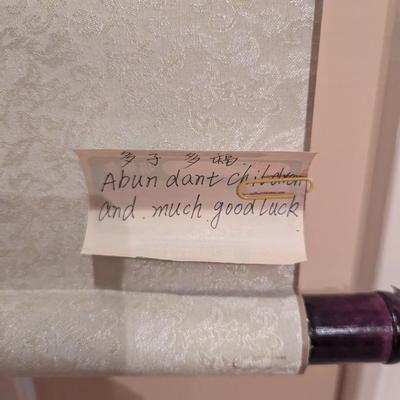 多子多福
Abundant children
and much good luck